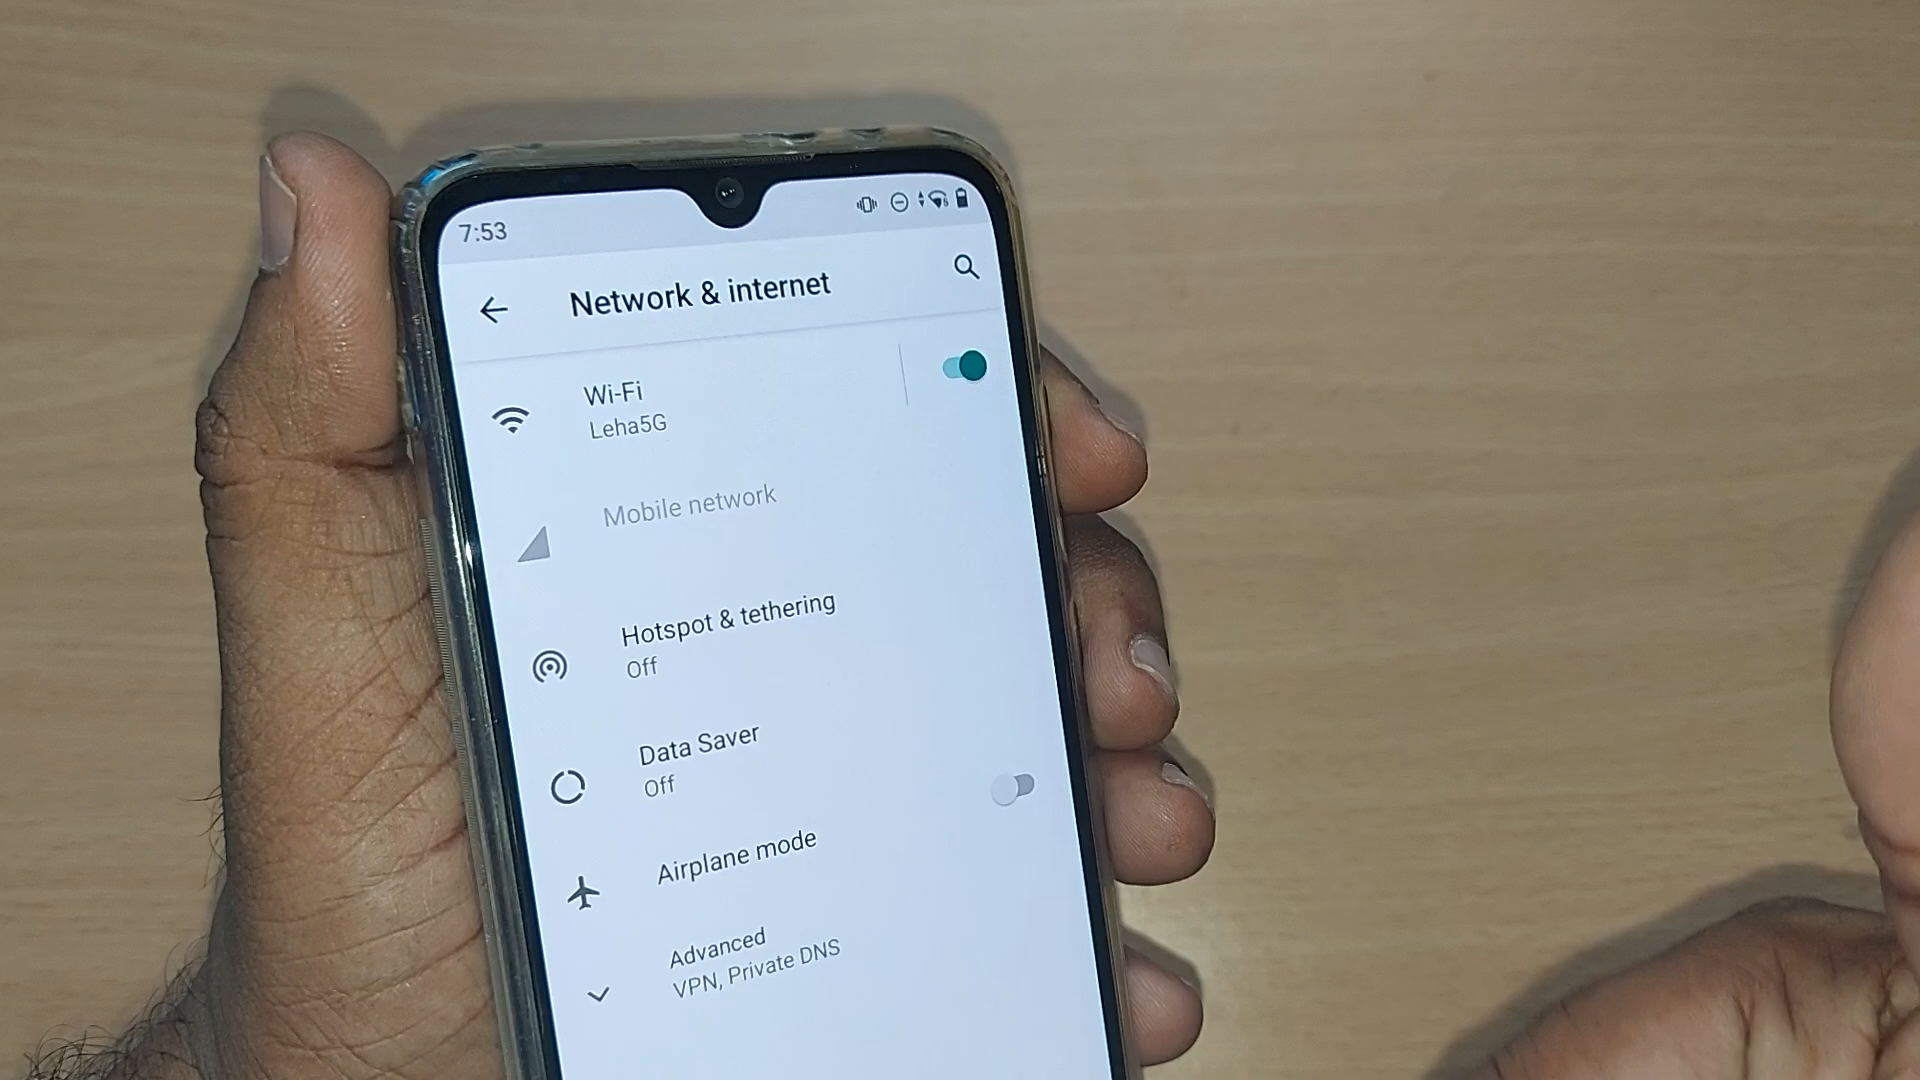 7:53
Network & internet
Wi-Fi
Leha5G
Mobile network
Hotspot & tethering
Off
Data Saver
Off
Airplane mode
Advanced
VPN, Private DNS